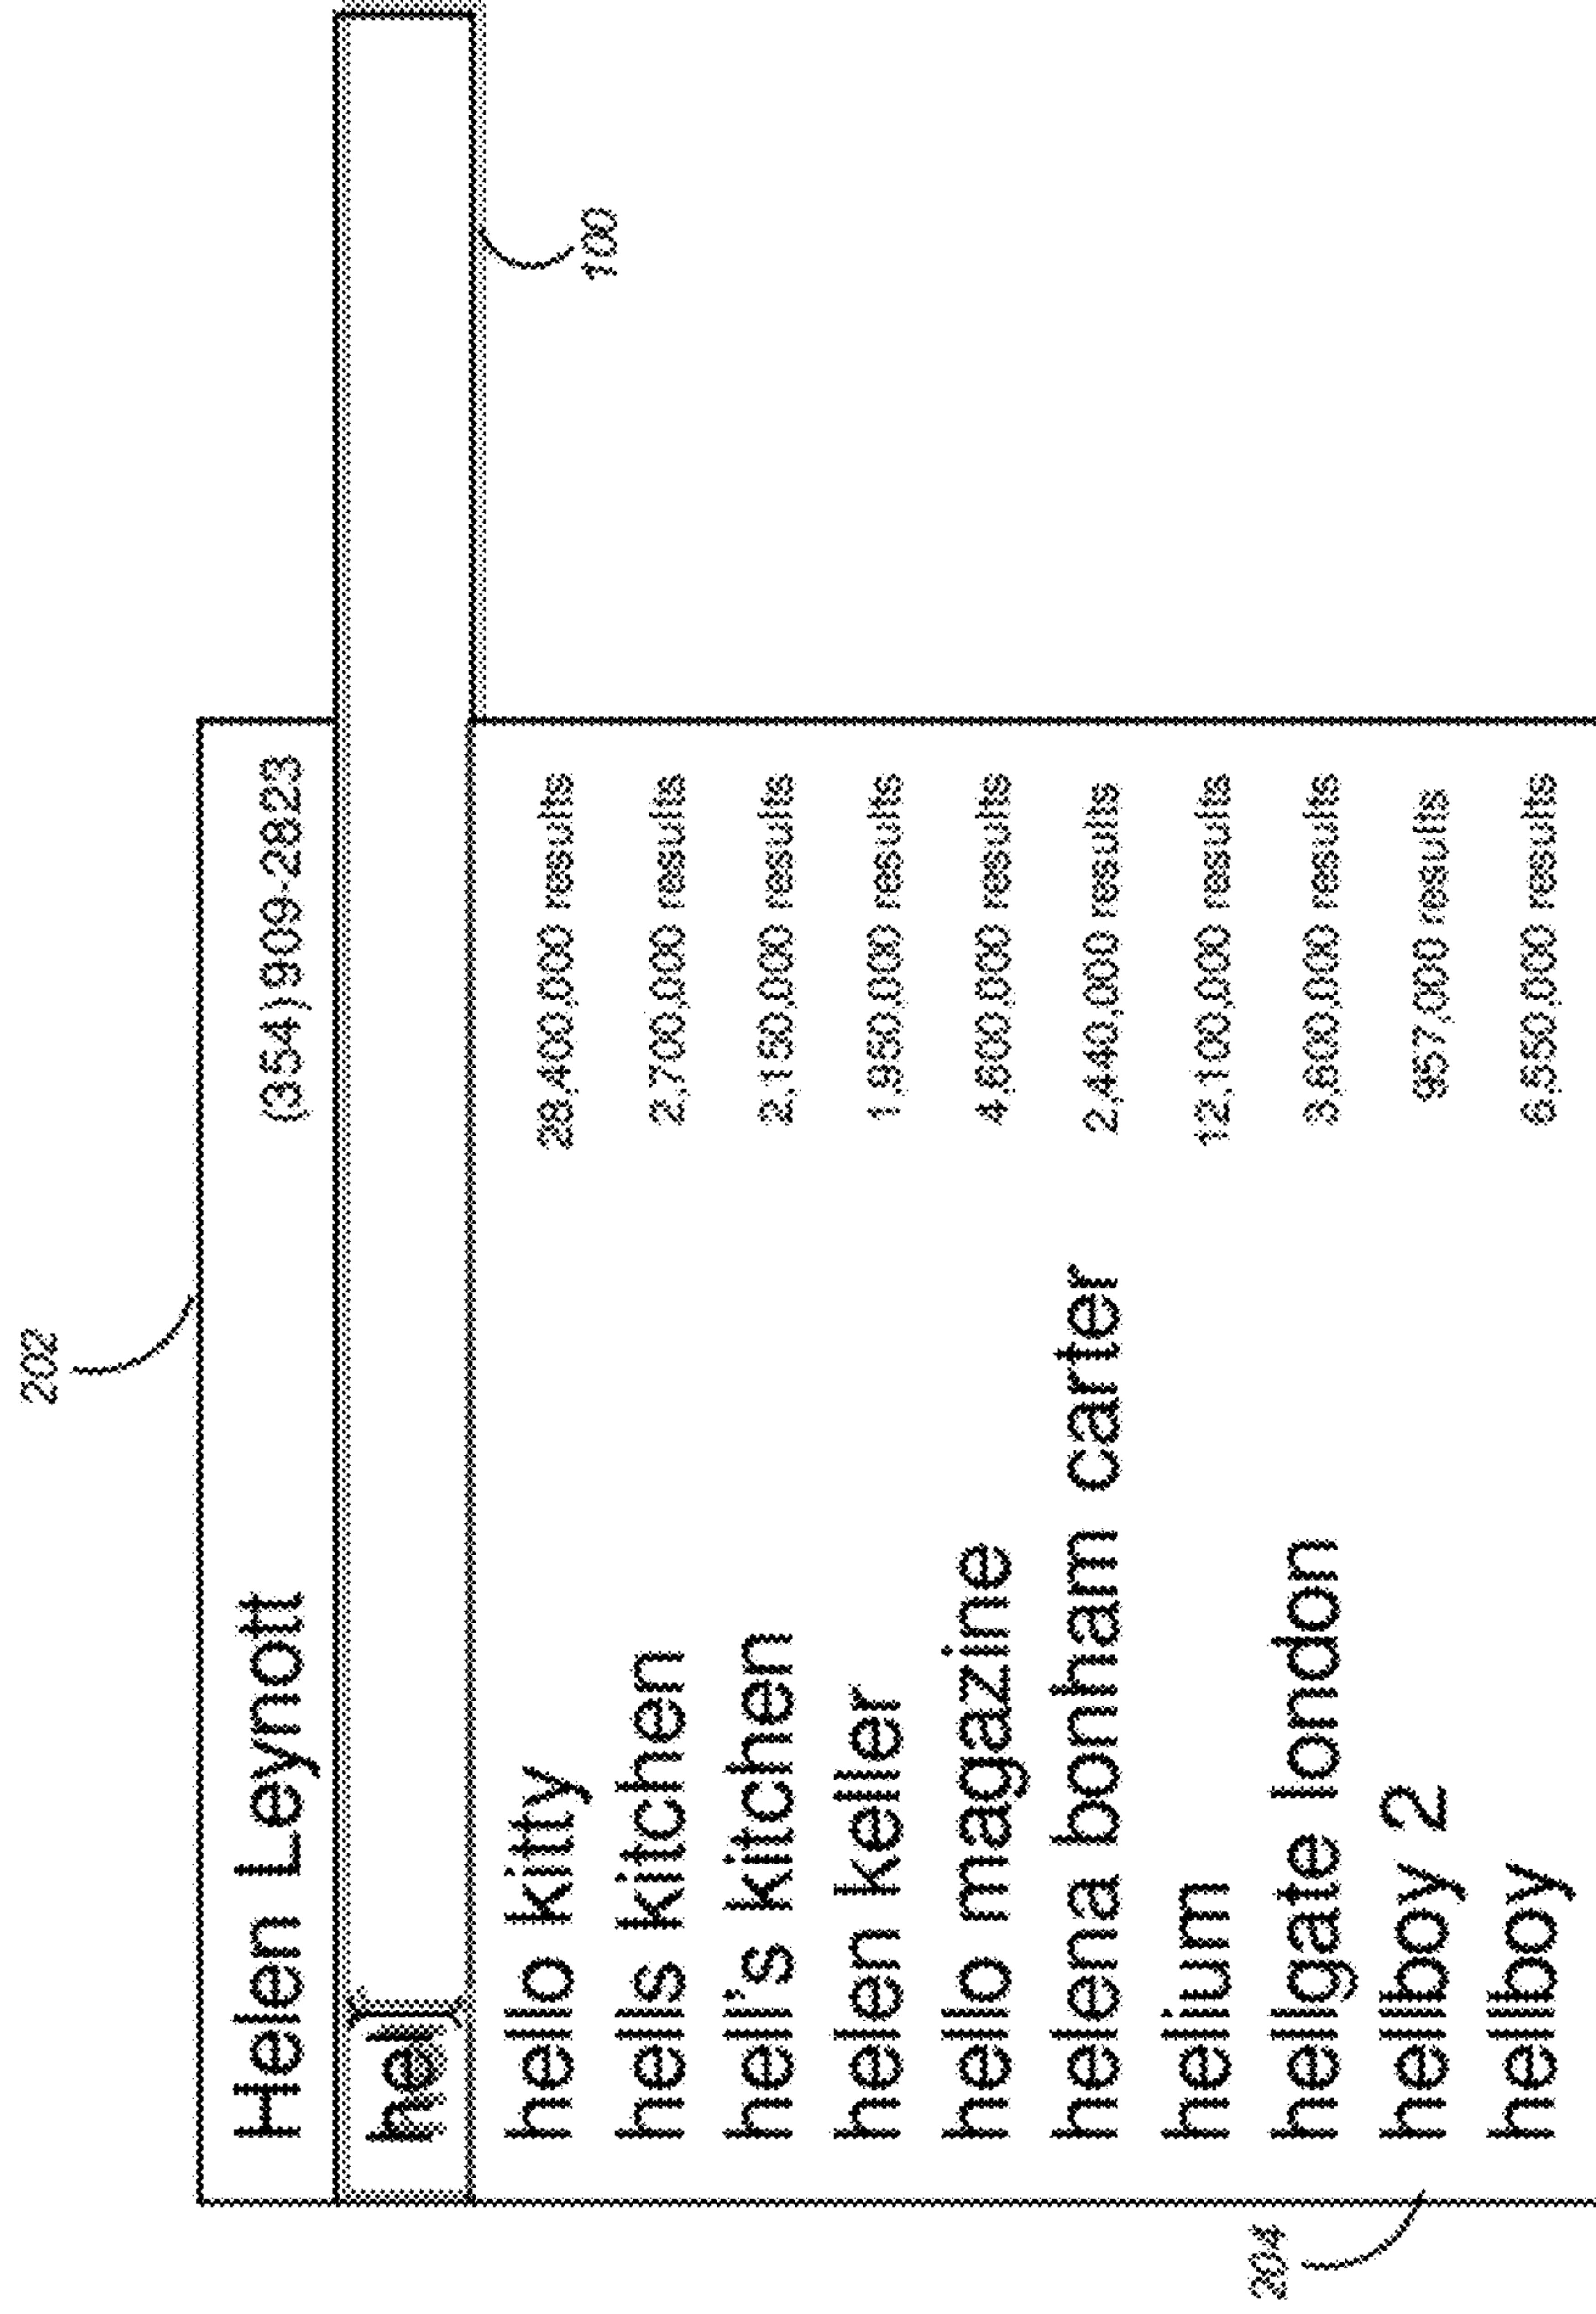 202
Helen Leynott (354) 909-2823
hel
100
hello kitty 28,400,000 results
hells kitchen 2,700,000 results
hell's kitchen 2,150,000 results
helen keller 1,950,000 results
hello magazine 4,600,000 results
helena bonham carter 2,440,000 results
helium 12,100,000 results
hellgate london 3,600,000 results
hellboy 2 957,000 results
hellboy 6,550,000 results
204